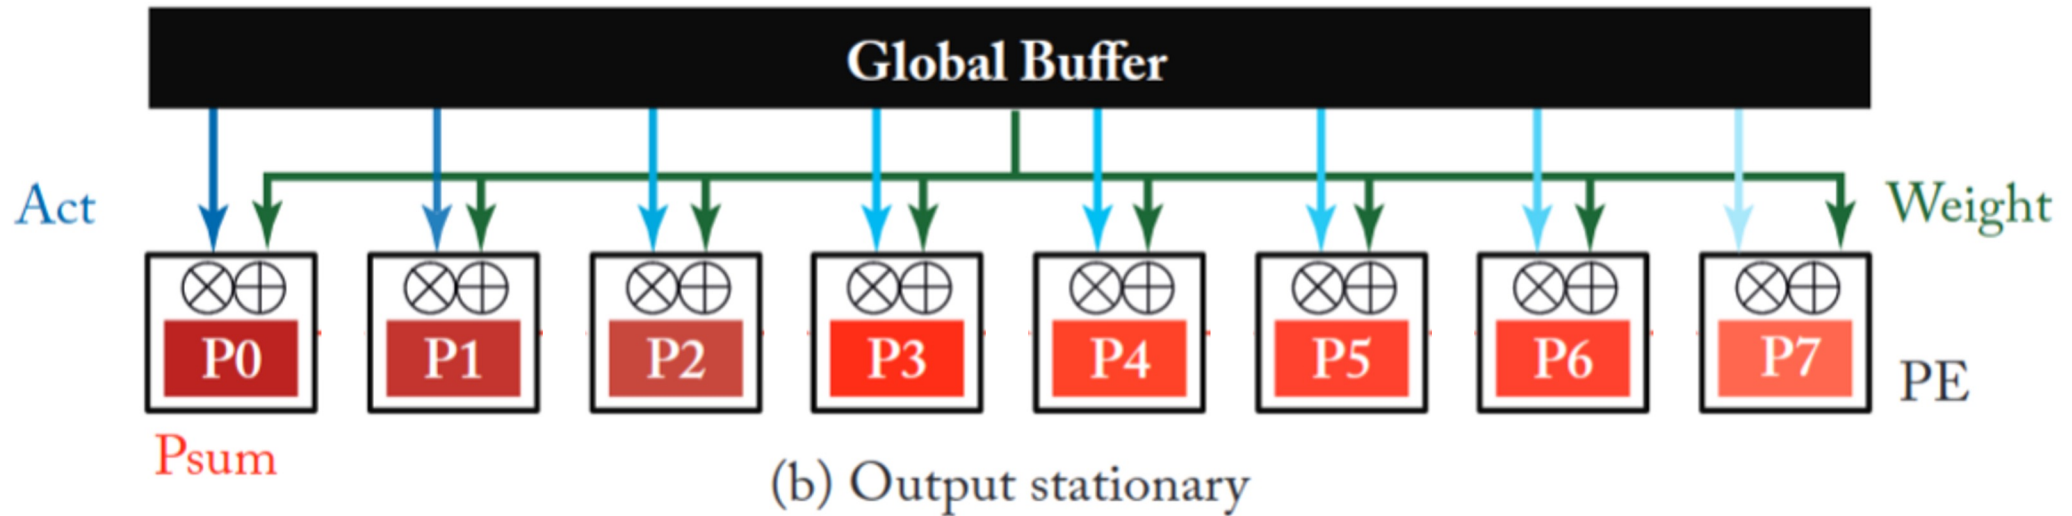 Global Buffer
Act
Weight
P0 P1 P2 P3 P4 P5 P6 P7
PE
Psum
(b) Output stationary